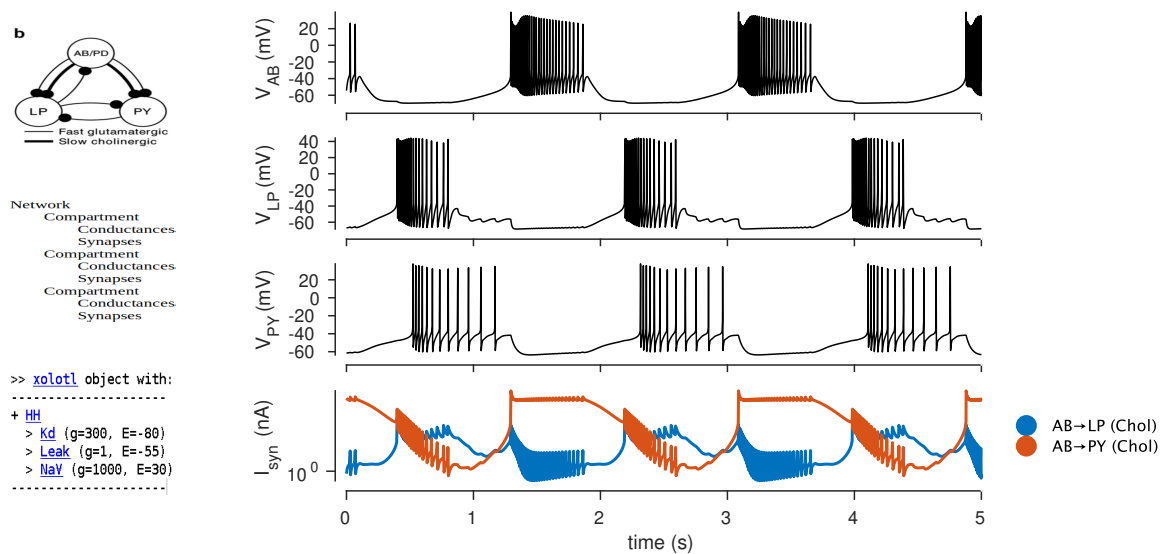 b
AB/PD
LP
PY
Fast glutamatergic
Slow cholinergic
Network
Compartment
Conductances
Synapses
Compartment
Conductances
Synapses
Compartment
Conductances
Synapses
>> xolotl object with:
---------------------
+ HH
> Kd (g=300, E=-80)
> Leak (g=1, E=-55)
> NaV (g=1000, E=30)
---------------------
V_AB (mV)
20
0
-20
-40
-60
V_LP (mV)
40
20
0
-20
-40
-60
V_PY (mV)
20
0
-20
-40
-60
I_syn (nA)
10^0
0
1
2
3
4
5
time (s)
AB→LP (Chol)
AB→PY (Chol)